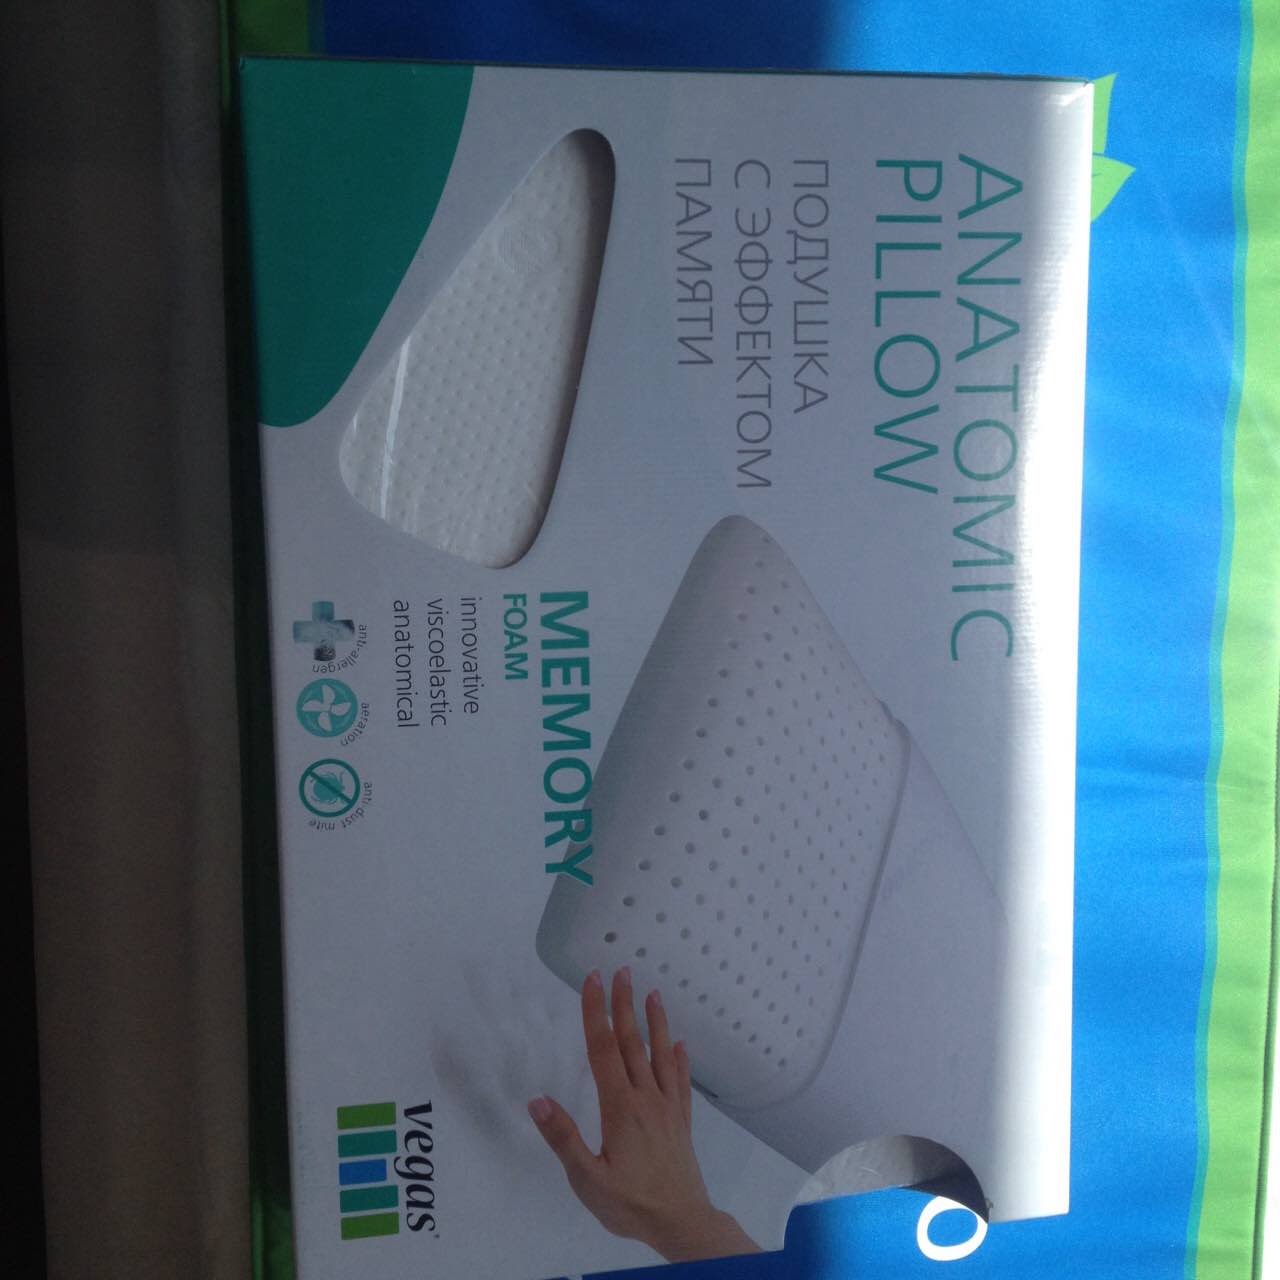 ANATOMIC
PILLOW
ПОДУШКА
С ЭФФЕКТОМ
ПАМЯТИ
MEMORY
FOAM
innovative
viscoelastic
anatomical
anti-allergen
aeration
anti dust mite
vegas